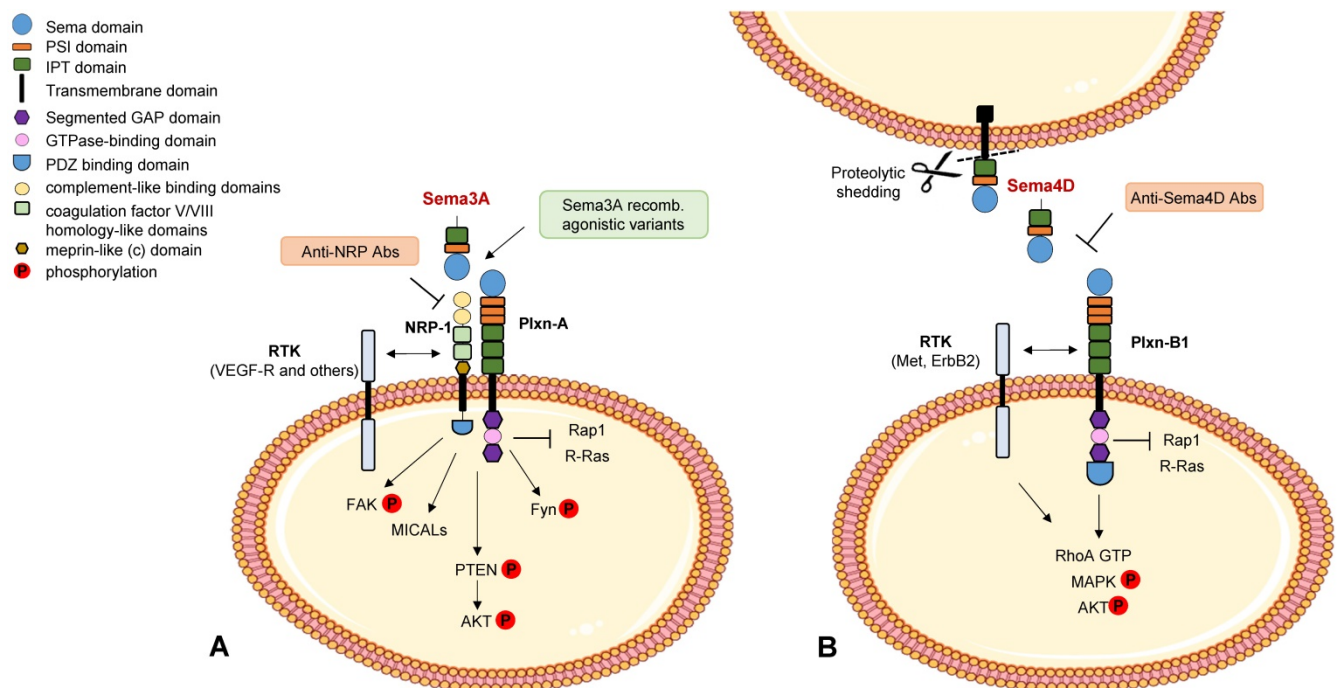 Sema domain
PSI domain
IPT domain
Transmembrane domain
Segmented GAP domain
GTPase-binding domain
PDZ binding domain
complement-like binding domains
coagulation factor V/VIII
homology-like domains
meprin-like (c) domain
P phosphorylation
Sema3A
Sema3A recomb.
agonistic variants
Anti-NRP Abs
NRP-1
Plxn-A
RTK
(VEGF-R and others)
Rap1
R-Ras
FAK P
MICALs
Fyn P
PTEN P
AKT P
A
Proteolytic
shedding
Sema4D
Anti-Sema4D Abs
RTK
(Met, ErbB2)
Plxn-B1
Rap1
R-Ras
RhoA GTP
MAPK P
AKT P
B